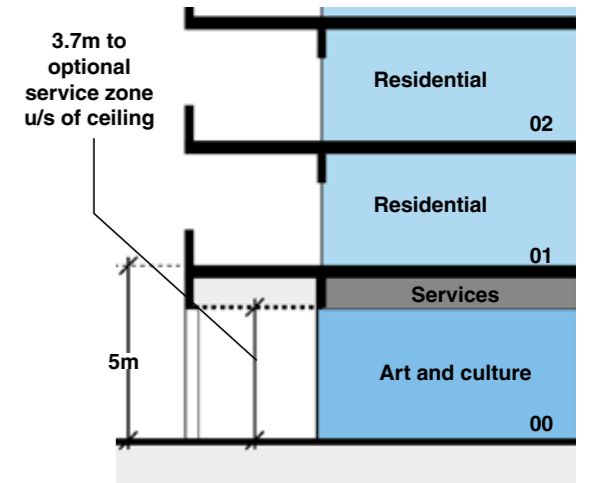 3.7m to
optional
service zone
u/s of ceiling
Residential
02
Residential
01
Services
5m
Art and culture
00